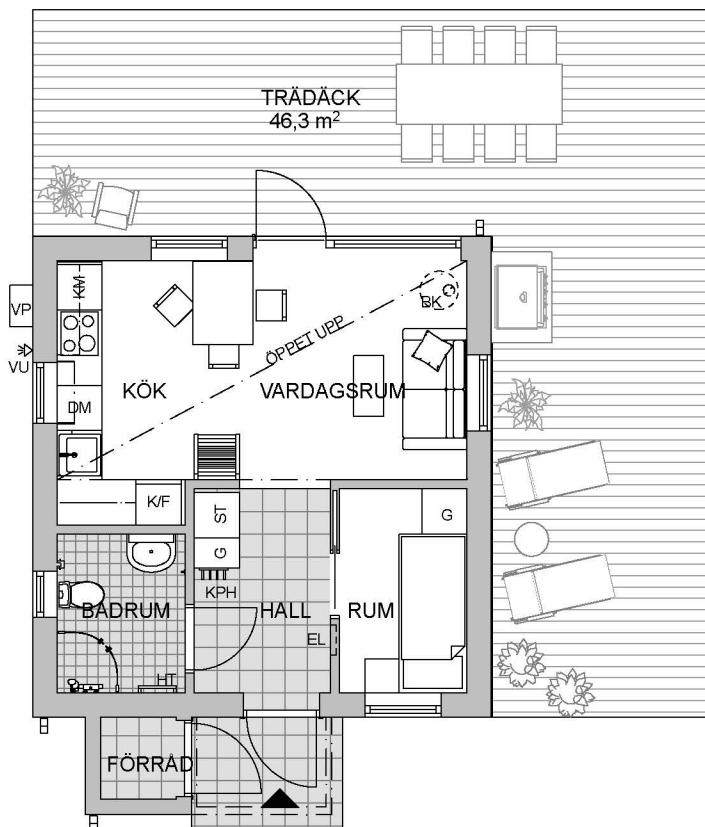 TRÄDÄCK
46,3 m²
VP
KM
BK
ÖPPET UPP
VU
KÖK
VARDAGSRUM
DM
K/F
ST
G
G
KPH
BADRUM
HALL
RUM
EL
HT
FÖRRÅD